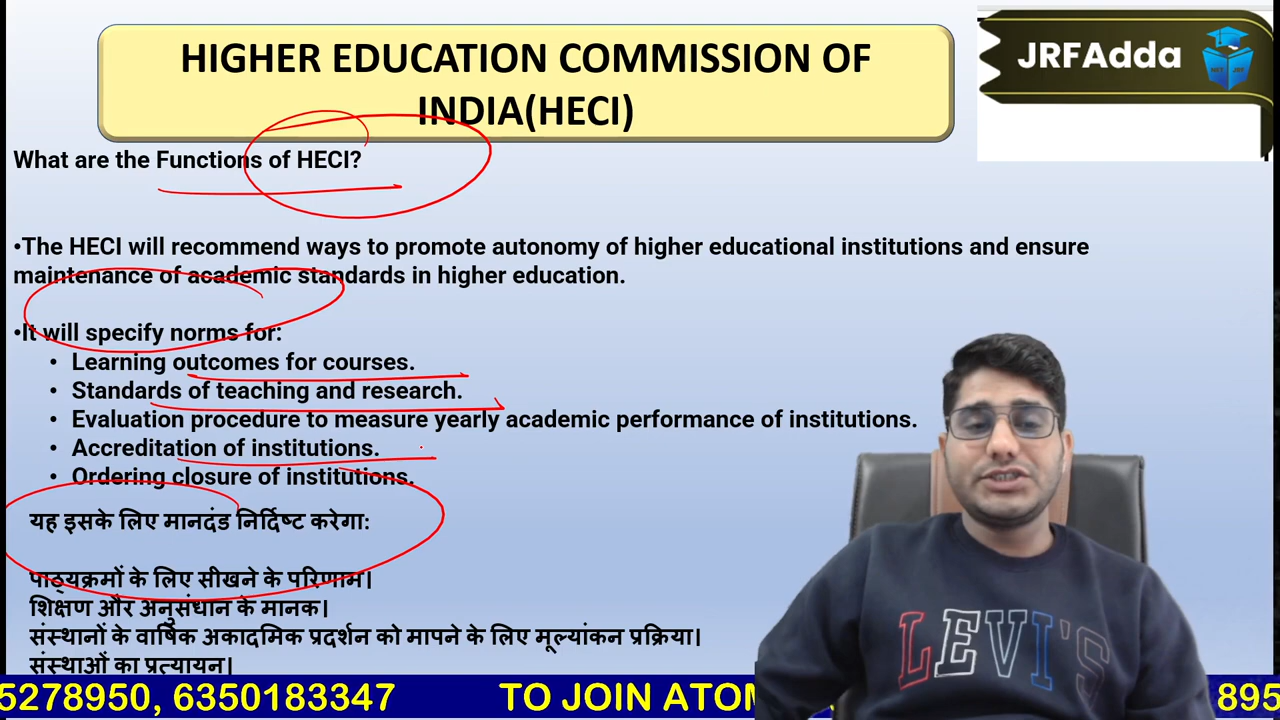 HIGHER EDUCATION COMMISSION OF
INDIA(HECI)
JRFAdda
What are the Functions of HECI?
•The HECI will recommend ways to promote autonomy of higher educational institutions and ensure
maintenance of academic standards in higher education.
•It will specify norms for:
• Learning outcomes for courses.
• Standards of teaching and research.
• Evaluation procedure to measure yearly academic performance of institutions.
• Accreditation of institutions.
• Ordering closure of institutions.
यह इसके लिए मानदंड निर्दिष्ट करेगा:
पाठ्यक्रमों के लिए सीखने के परिणाम।
शिक्षण और अनुसंधान के मानक।
संस्थानों के वार्षिक अकादमिक प्रदर्शन को मापने के लिए मूल्यांकन प्रक्रिया।
संस्थाओं का प्रत्यायन।
LEVI'S
5278950, 6350183347 TO JOIN 895